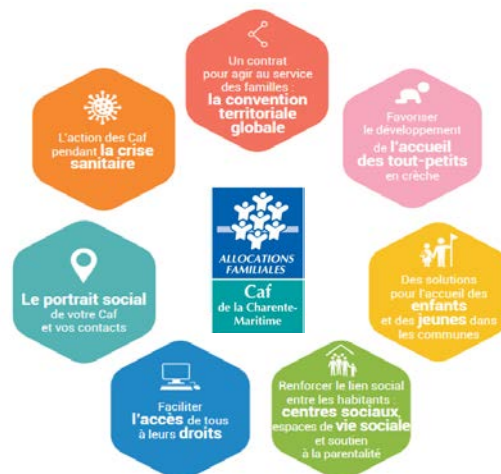 Un contrat
pour agir au service
des familles :
la convention
territoriale
globale
Favoriser
le développement
de l'accueil
des tout-petits
en crèche
Des solutions
pour l'accueil des
enfants
et des jeunes dans
les communes
Renforcer le lien social
entre les habitants :
centres sociaux,
espaces de vie sociale
et soutien
à la parentalité
Faciliter
l'accès de tous
à leurs droits
Le portrait social
de votre Caf
et vos contacts
L'action des Caf
pendant la crise
sanitaire
ALLOCATIONS
FAMILIALES
Caf
de la Charente-
Maritime